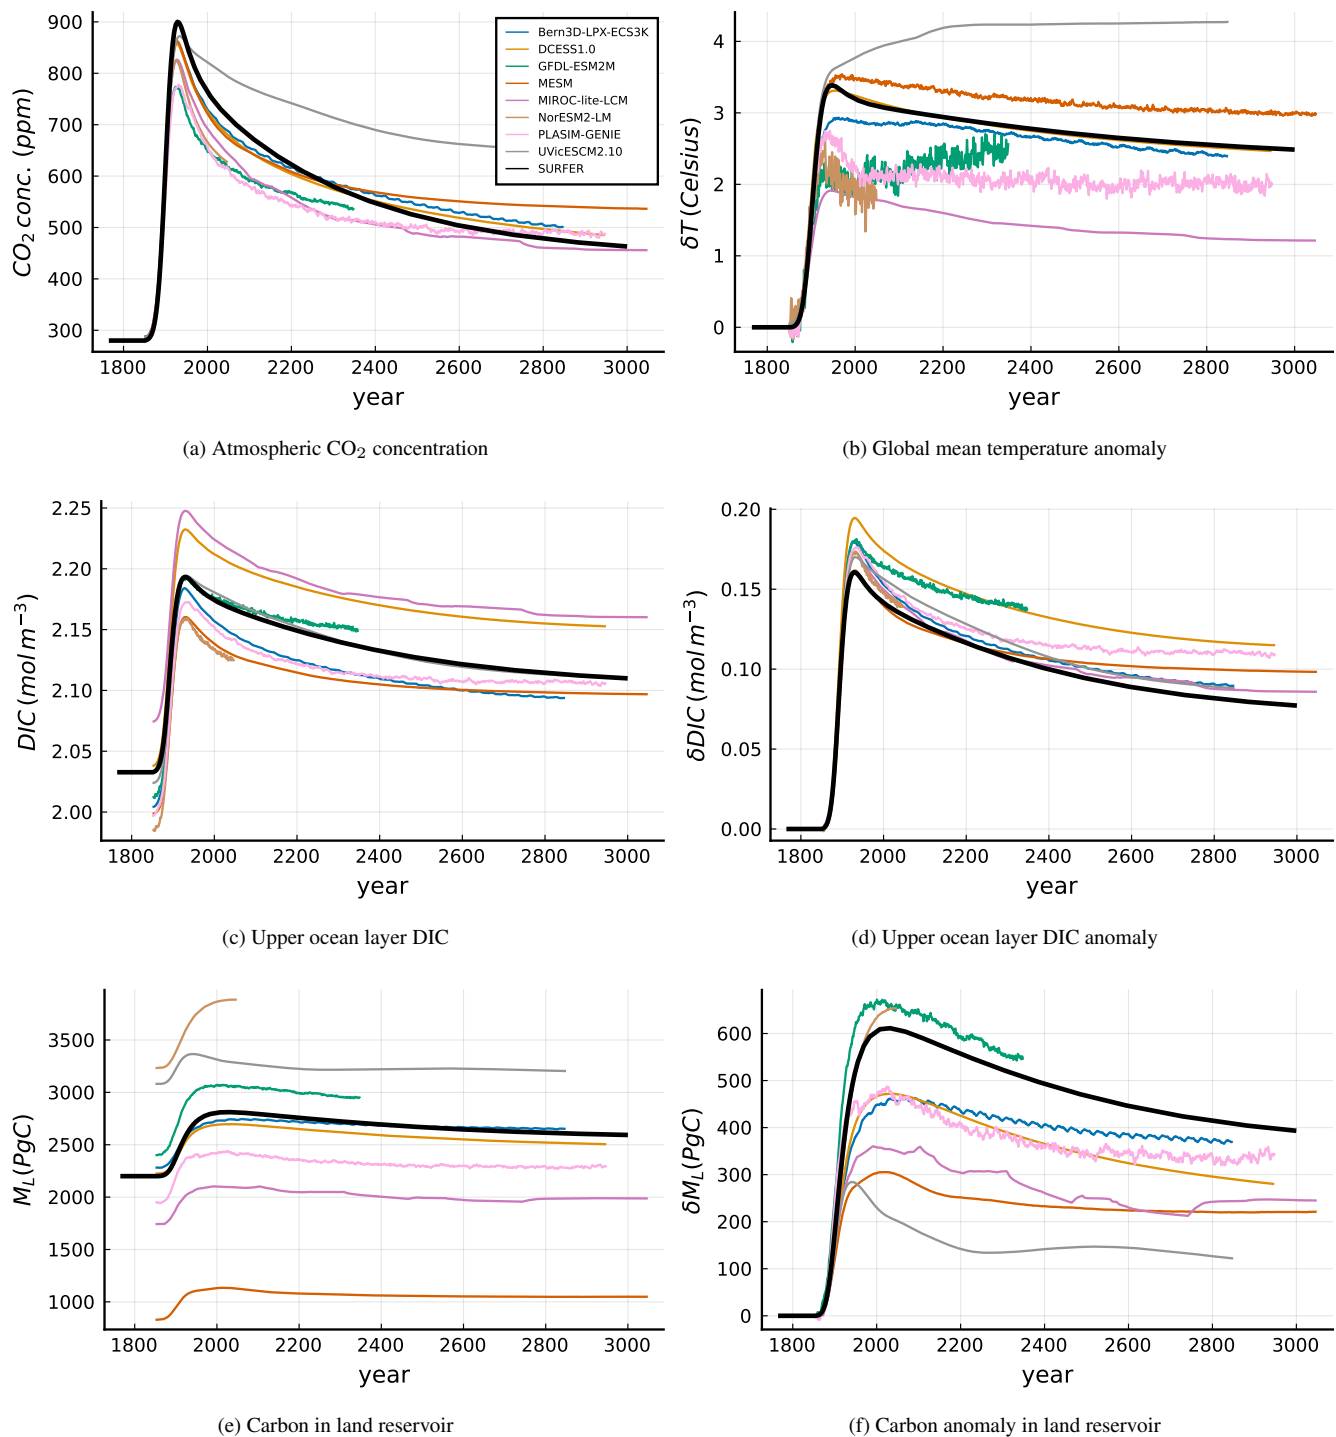 CO2 conc. (ppm)
900
800
700
600
500
400
300
1800 2000 2200 2400 2600 2800 3000
year
Bern3D-LPX-ECS3K
DCESS1.0
GFDL-ESM2M
MESM
MIROC-lite-LCM
NorESM2-LM
PLASIM-GENIE
UVicESCM2.10
SURFER
(a) Atmospheric CO2 concentration
δT (Celsius)
4
3
2
1
0
1800 2000 2200 2400 2600 2800 3000
year
(b) Global mean temperature anomaly
DIC (mol m−3)
2.25
2.20
2.15
2.10
2.05
2.00
1800 2000 2200 2400 2600 2800 3000
year
(c) Upper ocean layer DIC
δDIC (mol m−3)
0.20
0.15
0.10
0.05
0.00
1800 2000 2200 2400 2600 2800 3000
year
(d) Upper ocean layer DIC anomaly
ML(PgC)
3500
3000
2500
2000
1500
1000
1800 2000 2200 2400 2600 2800 3000
year
(e) Carbon in land reservoir
δML(PgC)
600
500
400
300
200
100
0
1800 2000 2200 2400 2600 2800 3000
year
(f) Carbon anomaly in land reservoir